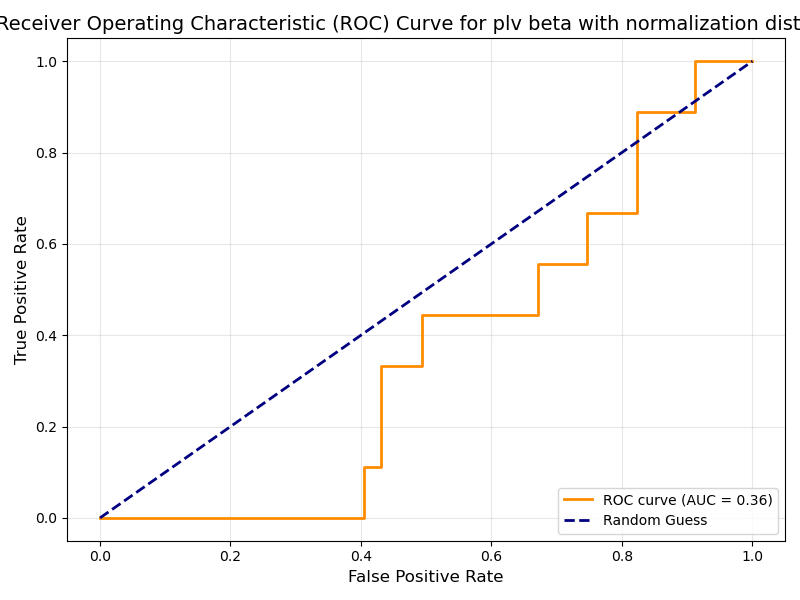 Receiver Operating Characteristic (ROC) Curve for plv beta with normalization dist
1.0
0.8
0.6
0.4
0.2
0.0
True Positive Rate
ROC curve (AUC = 0.36)
Random Guess
0.0 0.2 0.4 0.6 0.8 1.0
False Positive Rate